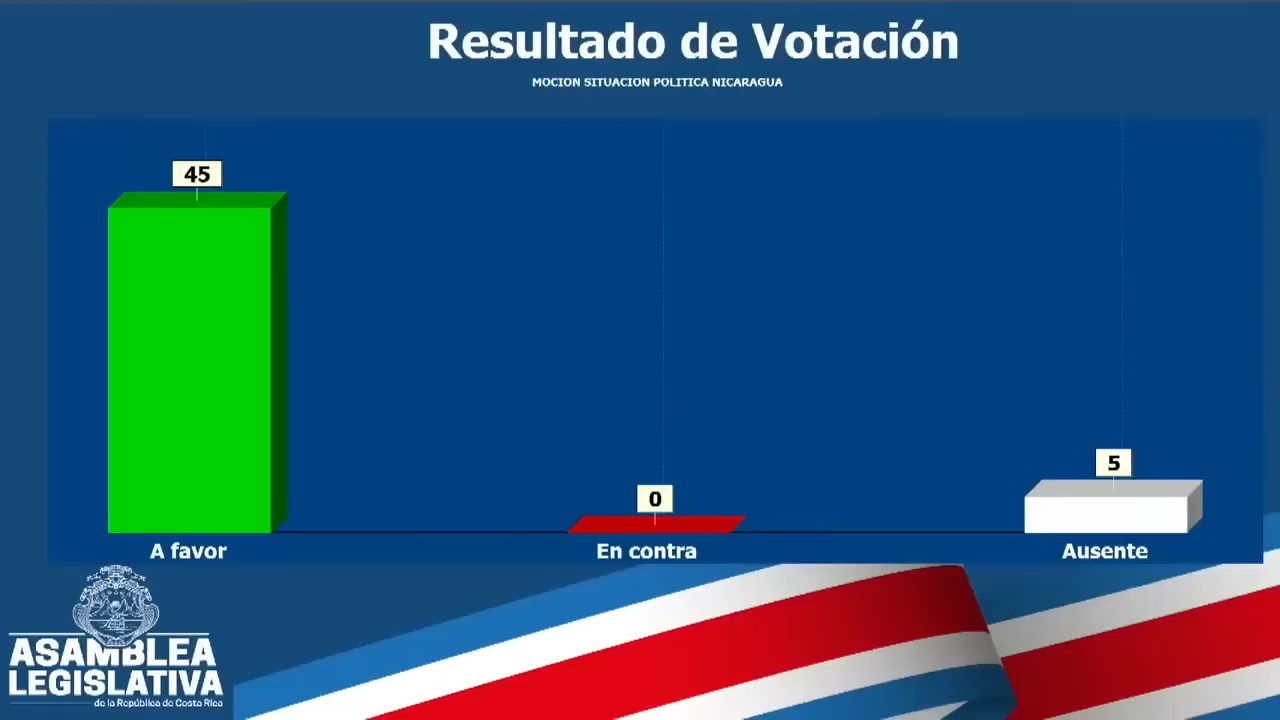 Resultado de Votación
MOCION SITUACION POLITICA NICARAGUA
45
0
5
A favor
En contra
Ausente
ASAMBLEA
LEGISLATIVA
de la República de Costa Rica